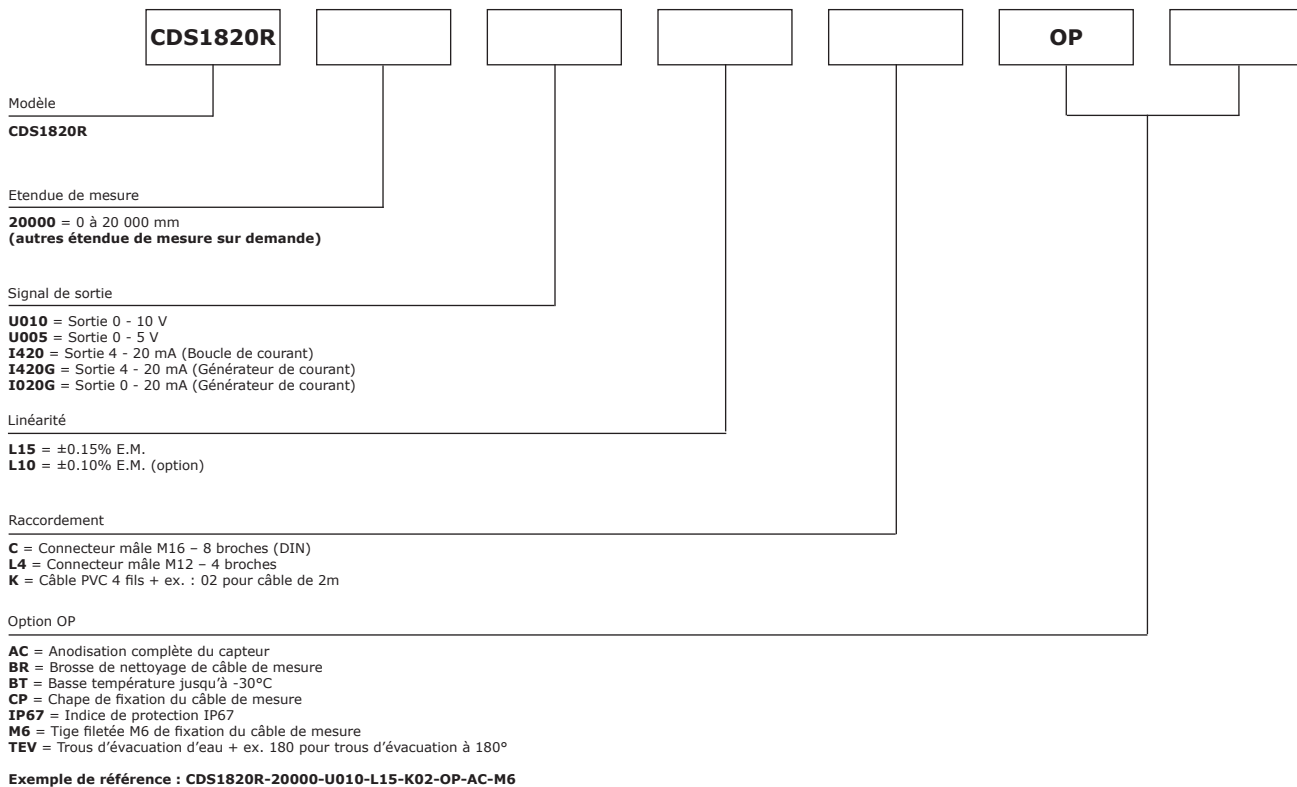 CDS1820R OP
Modèle
CDS1820R
Etendue de mesure
20000 = 0 à 20 000 mm
(autres étendue de mesure sur demande)
Signal de sortie
U010 = Sortie 0 - 10 V
U005 = Sortie 0 - 5 V
I420 = Sortie 4 - 20 mA (Boucle de courant)
I420G = Sortie 4 - 20 mA (Générateur de courant)
I020G = Sortie 0 - 20 mA (Générateur de courant)
Linéarité
L15 = ±0.15% E.M.
L10 = ±0.10% E.M. (option)
Raccordement
C = Connecteur mâle M16 – 8 broches (DIN)
L4 = Connecteur mâle M12 – 4 broches
K = Câble PVC 4 fils + ex. : 02 pour câble de 2m
Option OP
AC = Anodisation complète du capteur
BR = Brosse de nettoyage de câble de mesure
BT = Basse température jusqu'à -30°C
CP = Chape de fixation du câble de mesure
IP67 = Indice de protection IP67
M6 = Tige filetée M6 de fixation du câble de mesure
TEV = Trous d'évacuation d'eau + ex. 180 pour trous d'évacuation à 180°
Exemple de référence : CDS1820R-20000-U010-L15-K02-OP-AC-M6